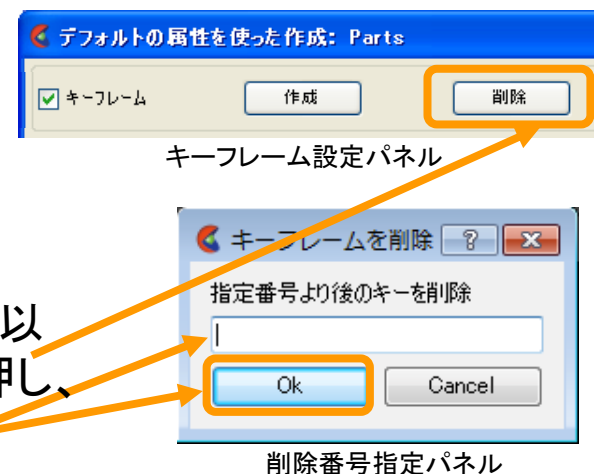 デフォルトの属性を使った作成: Parts
キーフレーム 作成 削除
キーフレーム設定パネル
キーフレームを削除 ?
指定番号より後のキーを削除
以
押し、
Ok Cancel
削除番号指定パネル